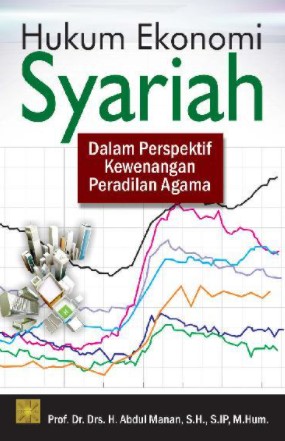 Hukum Ekonomi
Syariah
Dalam Perspektif
Kewenangan
Peradilan Agama
Prof. Dr. Drs. H. Abdul Manan, S.H., S.IP, M.Hum.